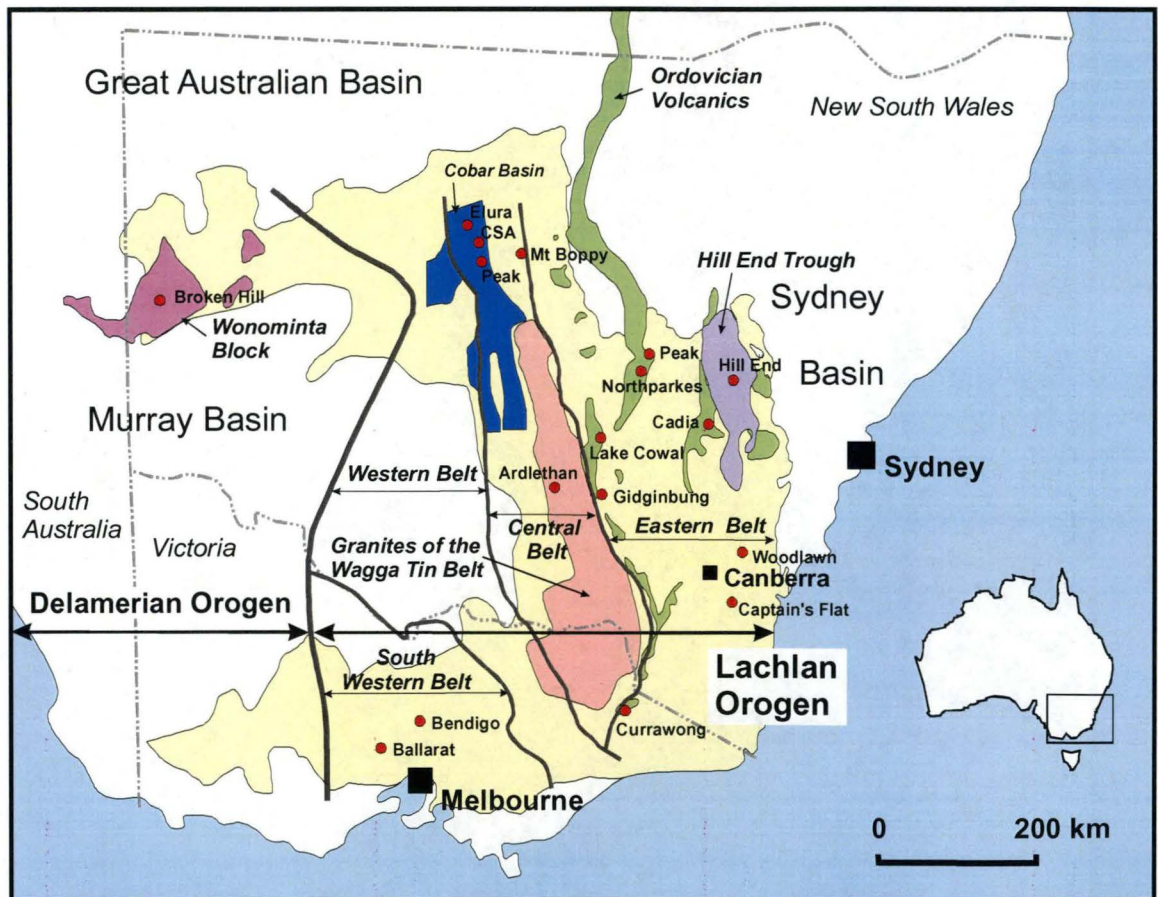 Great Australian Basin
Ordovician
Volcanics
New South Wales
Cobar Basin
Elura
CSA
Mt Boppy
Peak
Hill End Trough
Sydney
Basin
Broken Hill
Wonominta
Block
Peak
Hill End
Northparkes
Murray Basin
Cadia
Lake Cowal
Sydney
Western Belt
Ardlethan
Gidginbung
South
Australia
Victoria
Central
Belt
Eastern Belt
Granites of the
Wagga Tin Belt
Woodlawn
Canberra
Captain's Flat
Delamerian Orogen
South
Western Belt
Lachlan
Orogen
Bendigo
Currawong
Ballarat
Melbourne
0 200 km